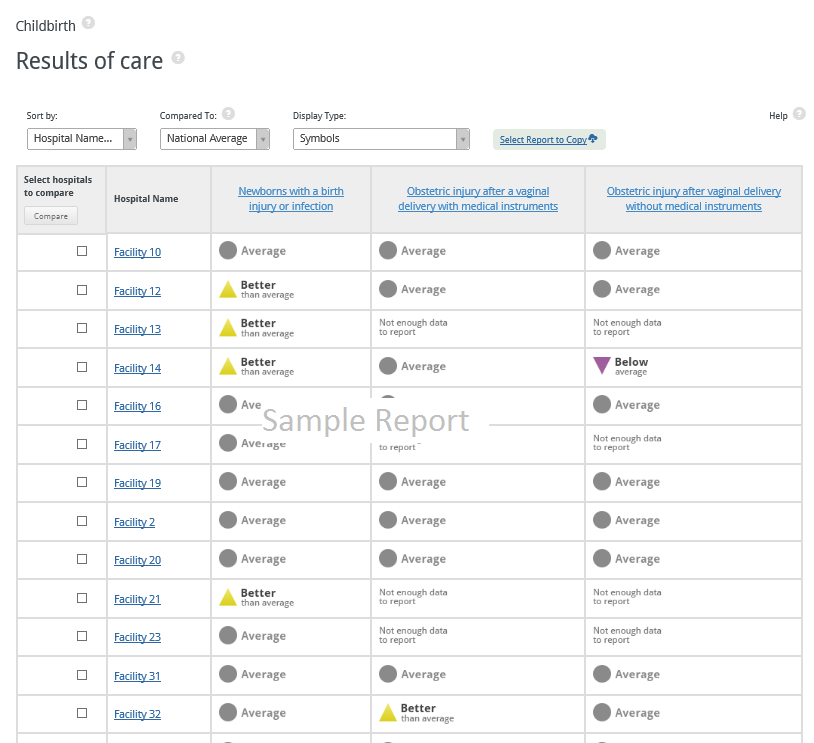 Childbirth ?
Results of care ?
Sort by: Compared To: ? Display Type: Help ?
Hospital Name... National Average Symbols Select Report to Copy
Select hospitals
to compare
Compare
Hospital Name
Newborns with a birth
injury or infection
Obstetric injury after a vaginal
delivery with medical instruments
Obstetric injury after vaginal delivery
without medical instruments
Facility 10 Average Average Average
Facility 12 Better Average Average
than average
Facility 13 Better Not enough data Not enough data
than average to report to report
Facility 14 Better Average Below
than average average
Facility 16 Ave Average
Sample Report
Facility 17 Average Not enough data
to report to report
Facility 19 Average Average Average
Facility 2 Average Average Average
Facility 20 Average Average Average
Facility 21 Better Not enough data Not enough data
than average to report to report
Facility 23 Average Not enough data Not enough data
to report to report
Facility 31 Average Average Average
Facility 32 Average Better Average
than average